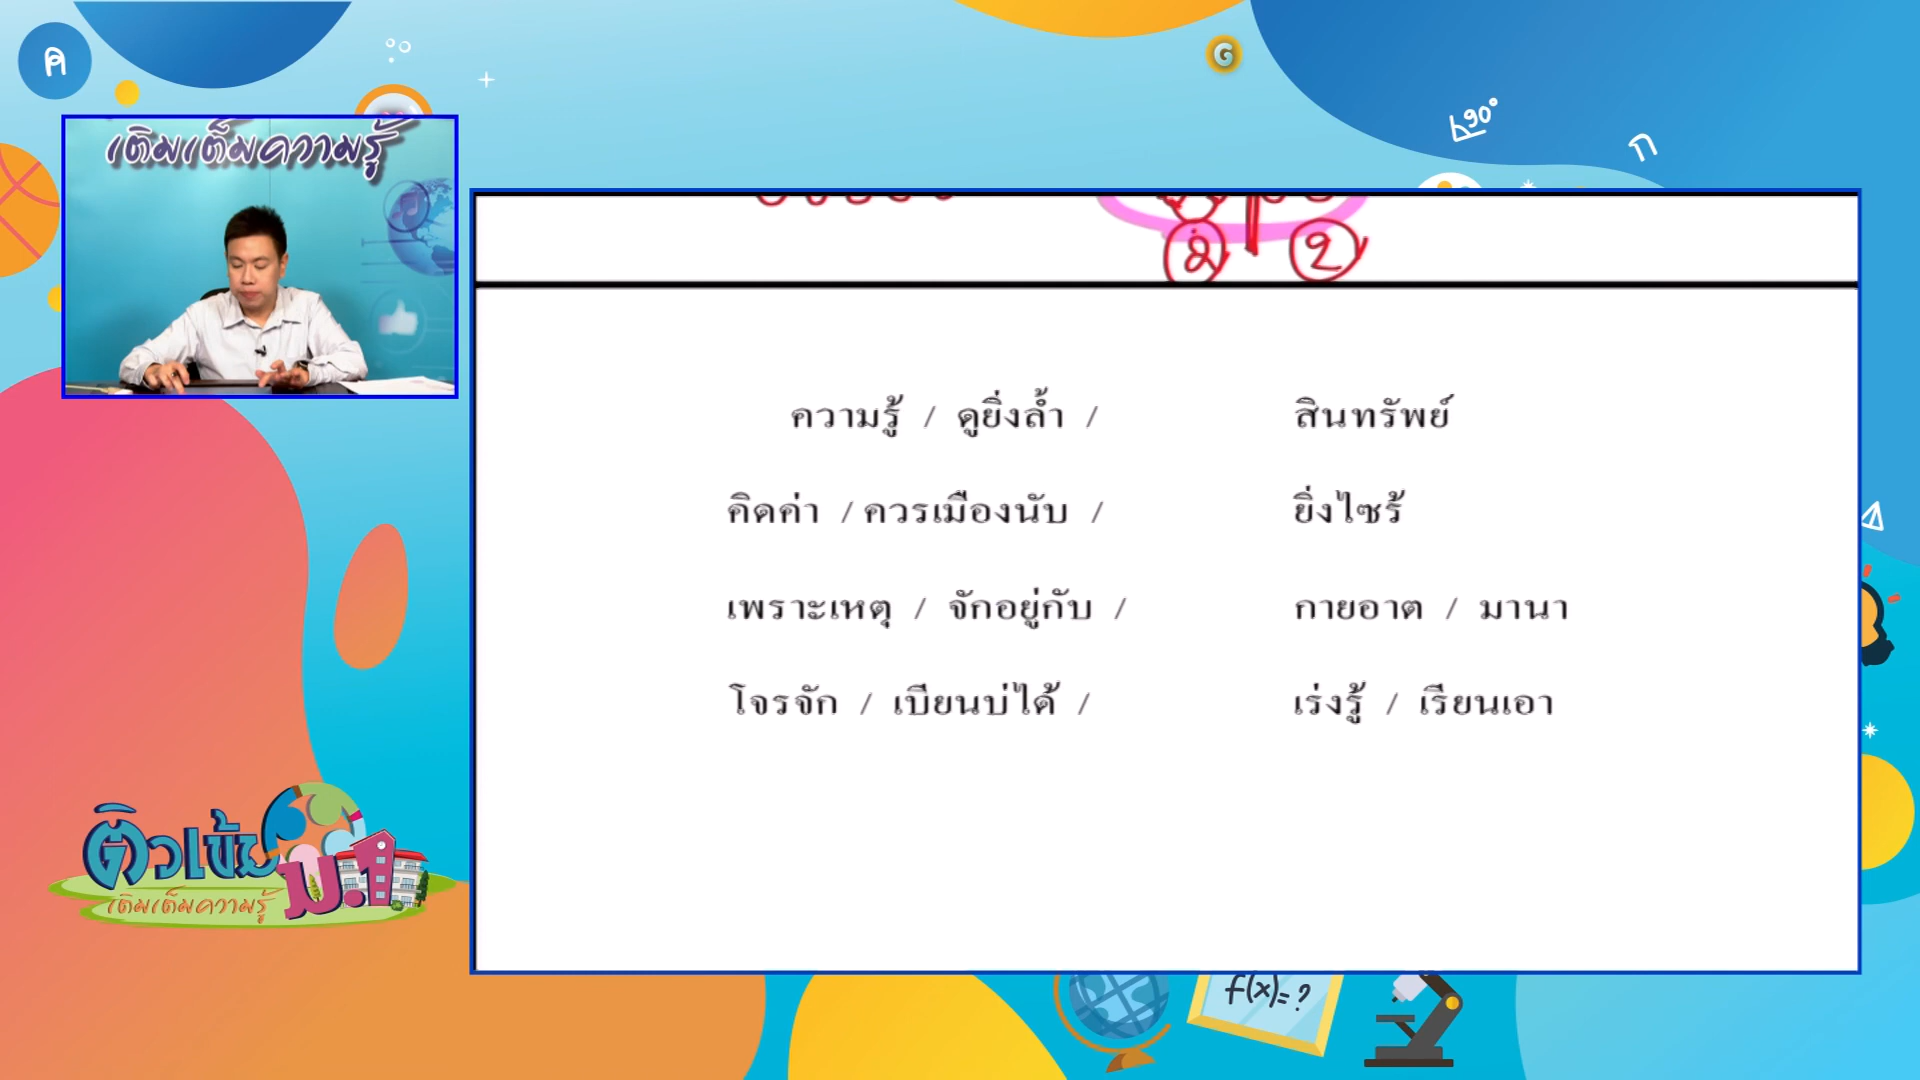 ค
เติมเต็มความรู้
90°
ก
ม่ ข
ความรู้ / ดูยิ่งล้ำ / สินทรัพย์
คิดค่า / ควรเมืองนับ / ยิ่งไซร้
เพราะเหตุ / จักอยู่กับ / กายอาต / มานา
โจรจัก / เบียนบ่ได้ / เร่งรู้ / เรียนเอา
ติวเข้ม ม.1
เติมเต็มความรู้
f(x)=?